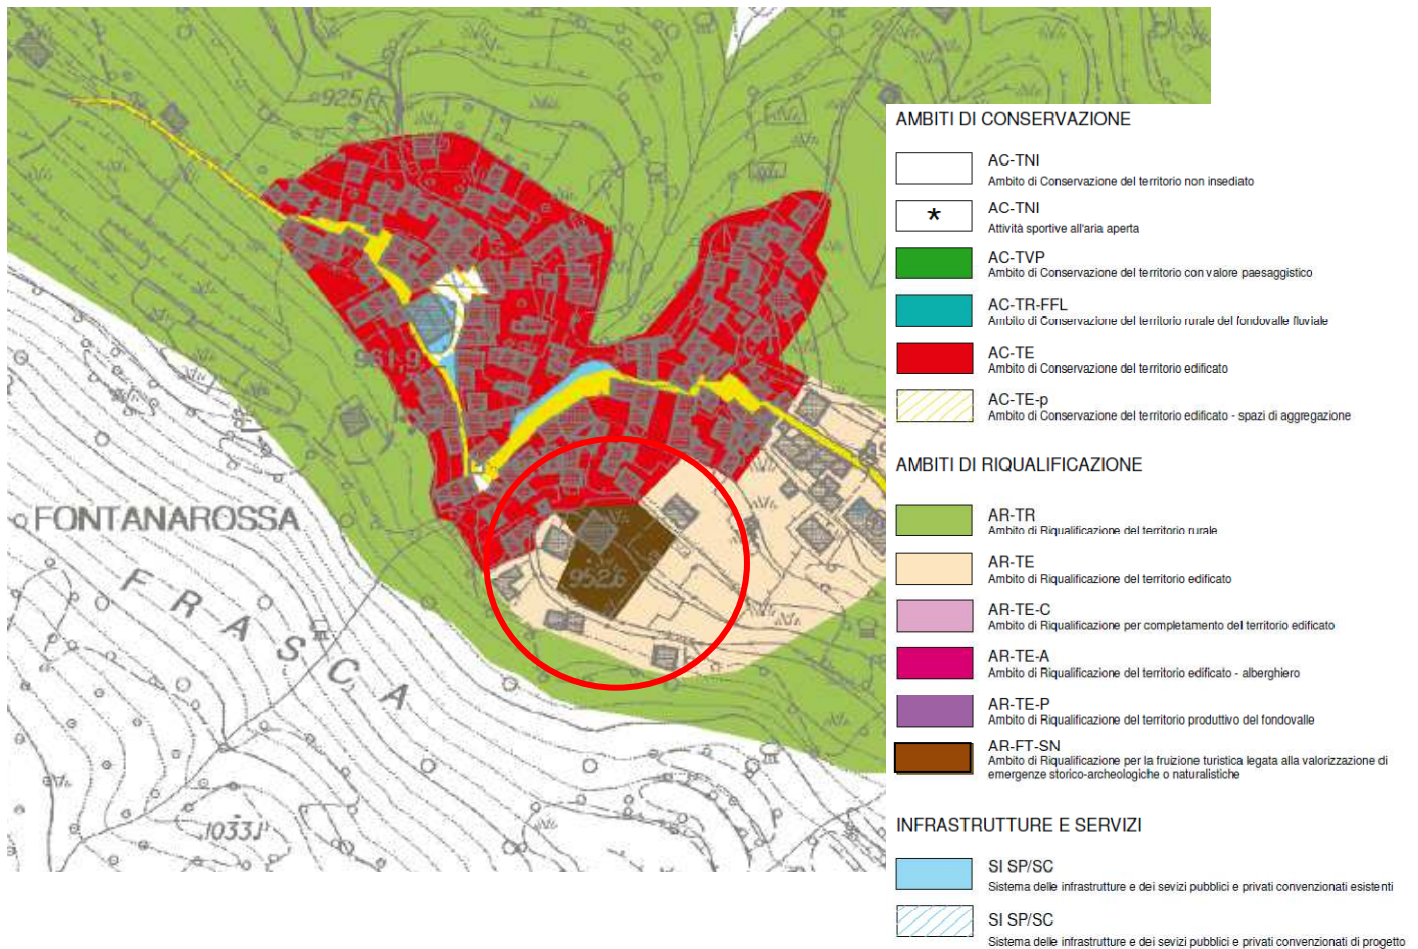 925
961,9
FONTANAROSSA
FRASCA
952,6
1033,1
AMBITI DI CONSERVAZIONE
AC-TNI
Ambito di Conservazione del territorio non insediato
*
AC-TNI
Attività sportive all'aria aperta
AC-TVP
Ambito di Conservazione del territorio con valore paesaggistico
AC-TR-FFL
Ambito di Conservazione del territorio rurale del fondovalle fluviale
AC-TE
Ambito di Conservazione del territorio edificato
AC-TE-p
Ambito di Conservazione del territorio edificato - spazi di aggregazione
AMBITI DI RIQUALIFICAZIONE
AR-TR
Ambito di Riqualificazione del territorio rurale
AR-TE
Ambito di Riqualificazione del territorio edificato
AR-TE-C
Ambito di Riqualificazione per completamento del territorio edificato
AR-TE-A
Ambito di Riqualificazione del territorio edificato - alberghiero
AR-TE-P
Ambito di Riqualificazione del territorio produttivo del fondovalle
AR-FT-SN
Ambito di Riqualificazione per la fruizione turistica legata alla valorizzazione di
emergenze storico-archeologiche o naturalistiche
INFRASTRUTTURE E SERVIZI
SI SP/SC
Sistema delle infrastrutture e dei sevizi pubblici e privati convenzionati esistenti
SI SP/SC
Sistema delle infrastrutture e dei sevizi pubblici e privati convenzionati di progetto